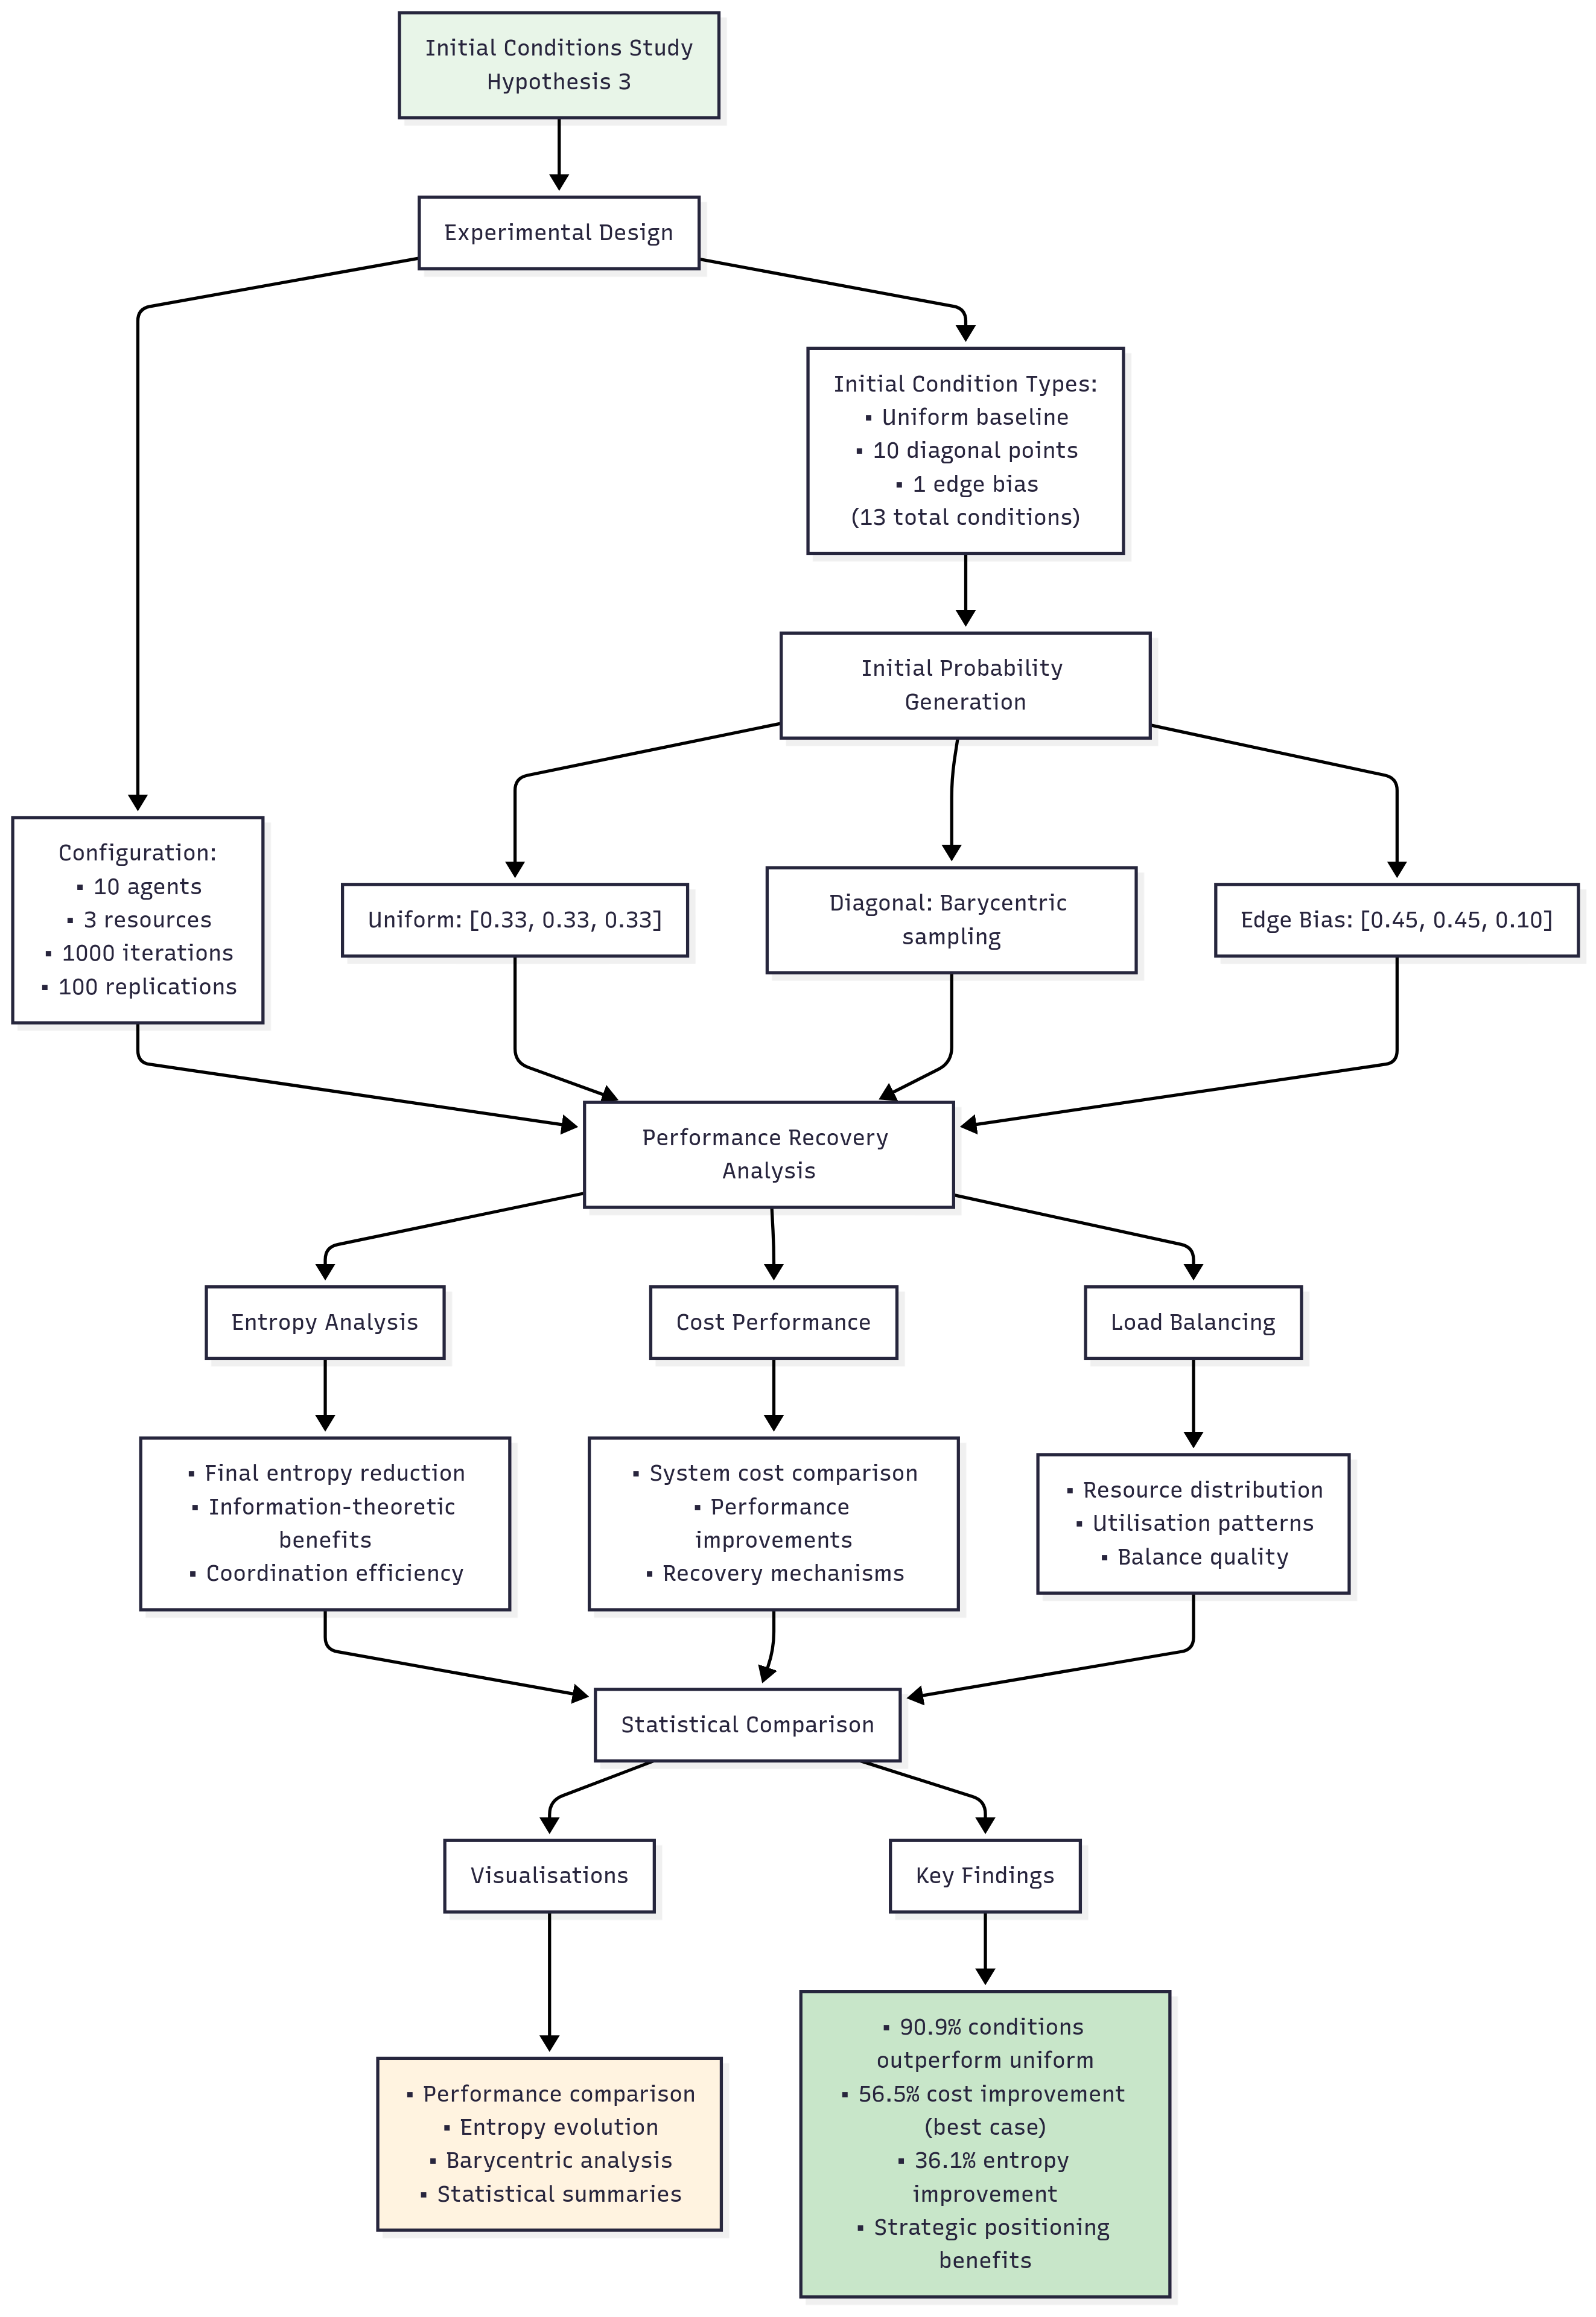 Initial Conditions Study
Hypothesis 3
Experimental Design
Initial Condition Types:
▪ Uniform baseline
▪ 10 diagonal points
▪ 1 edge bias
(13 total conditions)
Initial Probability
Generation
Configuration:
▪ 10 agents
▪ 3 resources
▪ 1000 iterations
▪ 100 replications
Uniform: [0.33, 0.33, 0.33]
Diagonal: Barycentric
sampling
Edge Bias: [0.45, 0.45, 0.10]
Performance Recovery
Analysis
Entropy Analysis
Cost Performance
Load Balancing
▪ Final entropy reduction
▪ Information-theoretic
benefits
▪ Coordination efficiency
▪ System cost comparison
▪ Performance
improvements
▪ Recovery mechanisms
▪ Resource distribution
▪ Utilisation patterns
▪ Balance quality
Statistical Comparison
Visualisations
Key Findings
▪ Performance comparison
▪ Entropy evolution
▪ Barycentric analysis
▪ Statistical summaries
▪ 90.9% conditions
outperform uniform
▪ 56.5% cost improvement
(best case)
▪ 36.1% entropy
improvement
▪ Strategic positioning
benefits